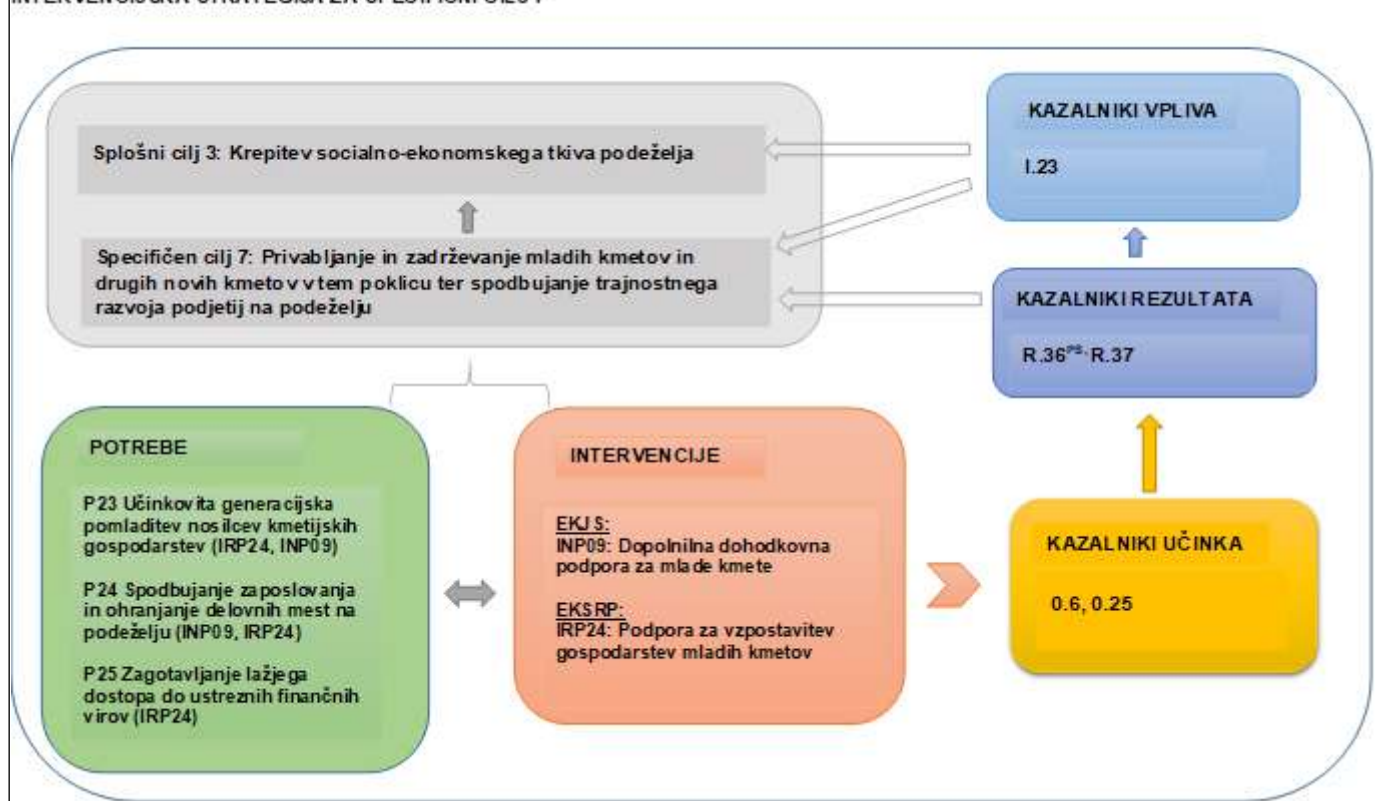 KAZALNIKI VPLIVA
I.23
Splošni cilj 3: Krepitev socialno-ekonomskega tkiva podeželja
Specifičen cilj 7: Privabljanje in zadrževanje mladih kmetov in
drugih novih kmetov v tem poklicu ter spodbujanje trajnostnega
razvoja podjetij na podeželju
KAZALNIKI REZULTATA
R.36PS, R.37
POTREBE
P23 Učinkovita generacijska
pomladitev nosilcev kmetijskih
gospodarstev (IRP24, INP09)
P24 Spodbujanje zaposlovanja
in ohranjanje delovnih mest na
podeželju (INP09, IRP24)
P25 Zagotavljanje lažjega
dostopa do ustreznih finančnih
virov (IRP24)
INTERVENCIJE
EKJS:
INP09: Dopolnilna dohodkovna
podpora za mlade kmete
EKSRP:
IRP24: Podpora za vzpostavitev
gospodarstev mladih kmetov
KAZALNIKI UČINKA
0.6, 0.25